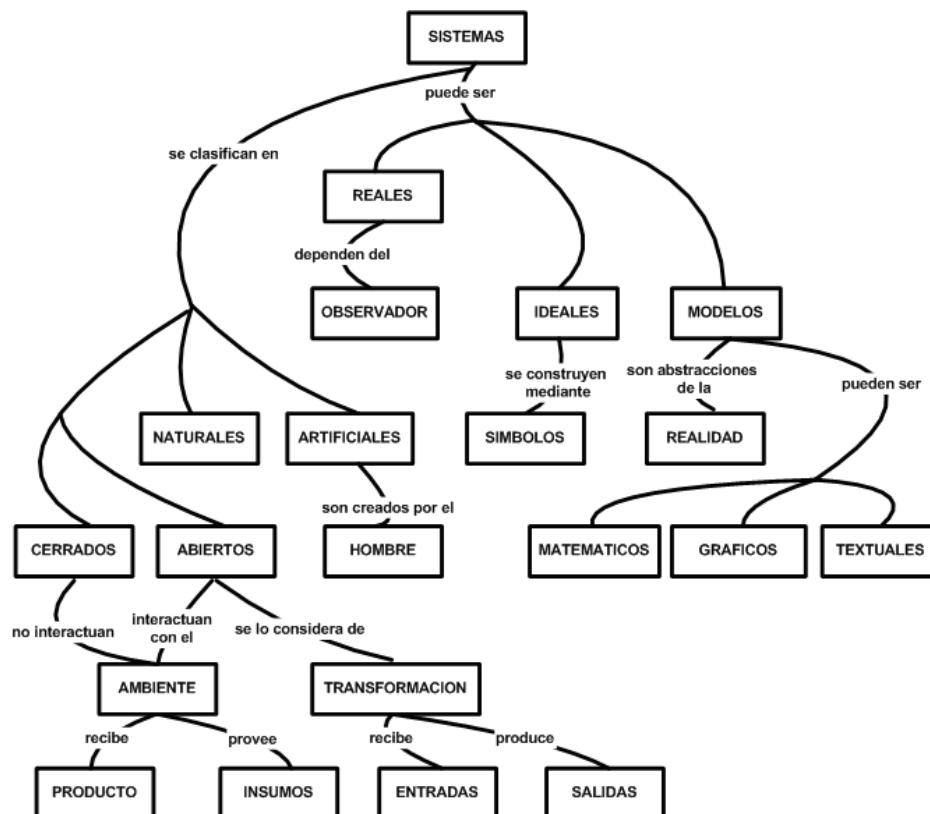 SISTEMAS
puede ser
se clasifican en
REALES
dependen del
OBSERVADOR
IDEALES
MODELOS
se construyen
mediante
son abstracciones
de la
pueden ser
NATURALES
ARTIFICIALES
SIMBOLOS
REALIDAD
son creados por el
CERRADOS
ABIERTOS
HOMBRE
MATEMATICOS
GRAFICOS
TEXTUALES
no interactuan
interactuan
con el
se lo considera de
AMBIENTE
TRANSFORMACION
recibe
provee
recibe
produce
PRODUCTO
INSUMOS
ENTRADAS
SALIDAS